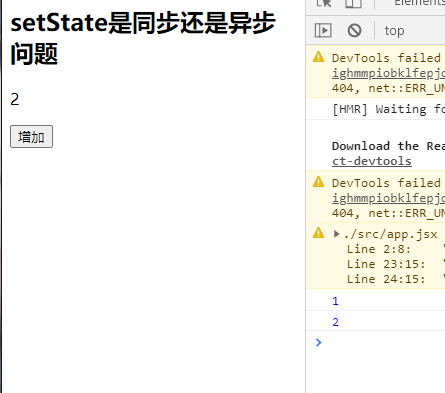 setState是同步还是异步
问题
2
增加
Elements
top
DevTools failed
ighmmpiobklfepjo
404, net::ERR_UN
[HMR] Waiting fo
Download the Rea
ct-devtools
DevTools failed
ighmmpiobklfepjo
404, net::ERR_UN
./src/app.jsx
Line 2:8:
Line 23:15:
Line 24:15:
1
2